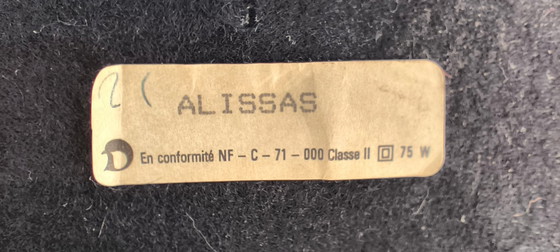 ALISSAS
D En conformité NF - C - 71 - 000 Classe II 75 W